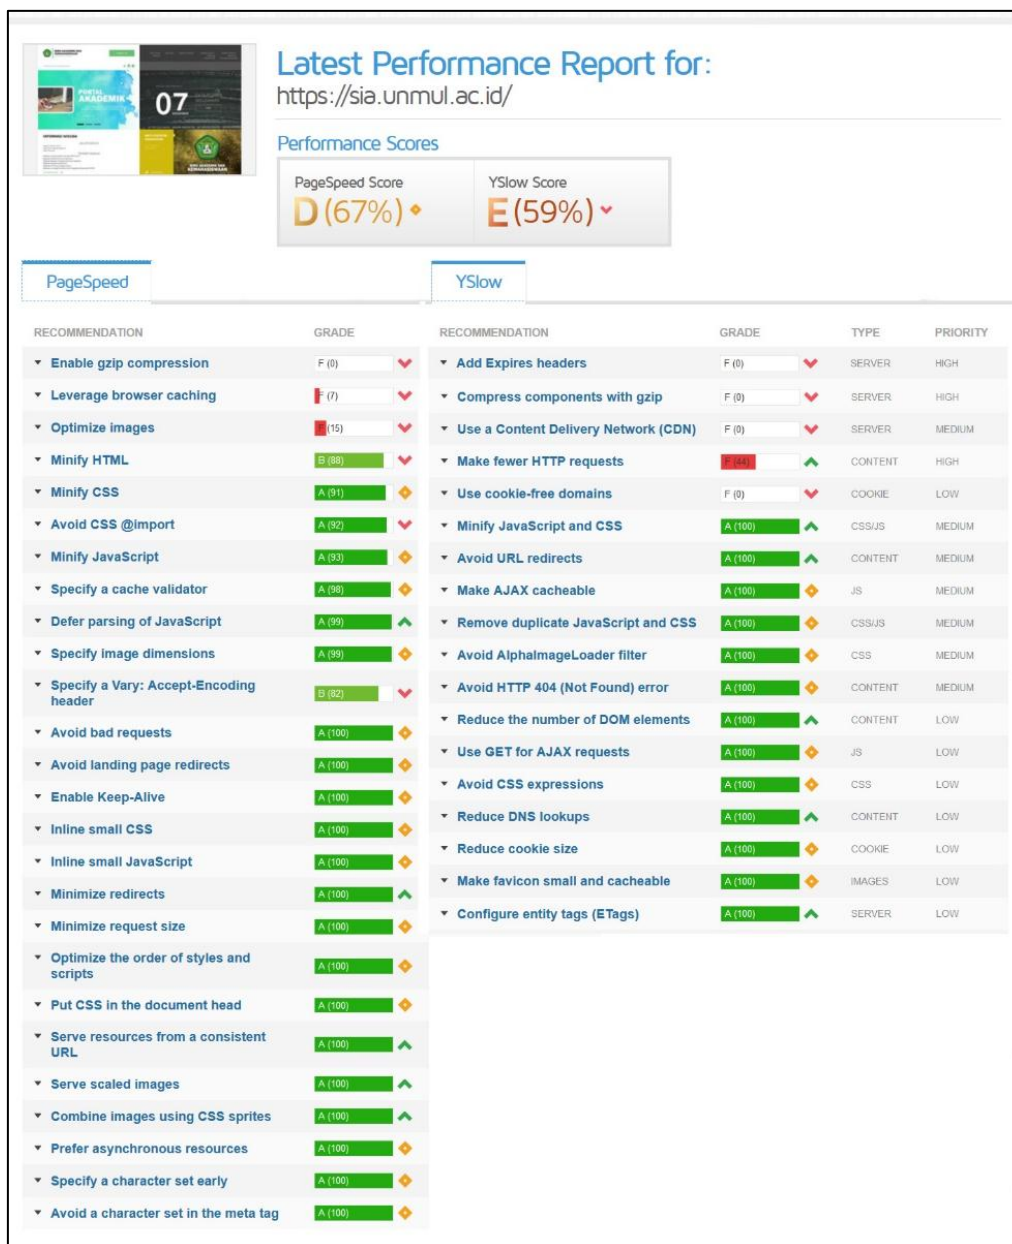 PORTAL
AKADEMIK
07
Latest Performance Report for:
https://sia.unmul.ac.id/
Performance Scores
PageSpeed Score
D (67%)
YSlow Score
E (59%)
PageSpeed
RECOMMENDATION GRADE
Enable gzip compression F (0)
Leverage browser caching F (7)
Optimize images F (15)
Minify HTML B (88)
Minify CSS A (91)
Avoid CSS @import A (92)
Minify JavaScript A (93)
Specify a cache validator A (98)
Defer parsing of JavaScript A (99)
Specify image dimensions A (99)
Specify a Vary: Accept-Encoding
header B (82)
Avoid bad requests A (100)
Avoid landing page redirects A (100)
Enable Keep-Alive A (100)
Inline small CSS A (100)
Inline small JavaScript A (100)
Minimize redirects A (100)
Minimize request size A (100)
Optimize the order of styles and
scripts A (100)
Put CSS in the document head A (100)
Serve resources from a consistent
URL A (100)
Serve scaled images A (100)
Combine images using CSS sprites A (100)
Prefer asynchronous resources A (100)
Specify a character set early A (100)
Avoid a character set in the meta tag A (100)
YSlow
RECOMMENDATION GRADE TYPE PRIORITY
Add Expires headers F (0) SERVER HIGH
Compress components with gzip F (0) SERVER HIGH
Use a Content Delivery Network (CDN) F (0) SERVER MEDIUM
Make fewer HTTP requests F (44) CONTENT HIGH
Use cookie-free domains F (0) COOKIE LOW
Minify JavaScript and CSS A (100) CSS/JS MEDIUM
Avoid URL redirects A (100) CONTENT MEDIUM
Make AJAX cacheable A (100) JS MEDIUM
Remove duplicate JavaScript and CSS A (100) CSS/JS MEDIUM
Avoid AlphaImageLoader filter A (100) CSS MEDIUM
Avoid HTTP 404 (Not Found) error A (100) CONTENT MEDIUM
Reduce the number of DOM elements A (100) CONTENT LOW
Use GET for AJAX requests A (100) JS LOW
Avoid CSS expressions A (100) CSS LOW
Reduce DNS lookups A (100) CONTENT LOW
Reduce cookie size A (100) COOKIE LOW
Make favicon small and cacheable A (100) IMAGES LOW
Configure entity tags (ETags) A (100) SERVER LOW